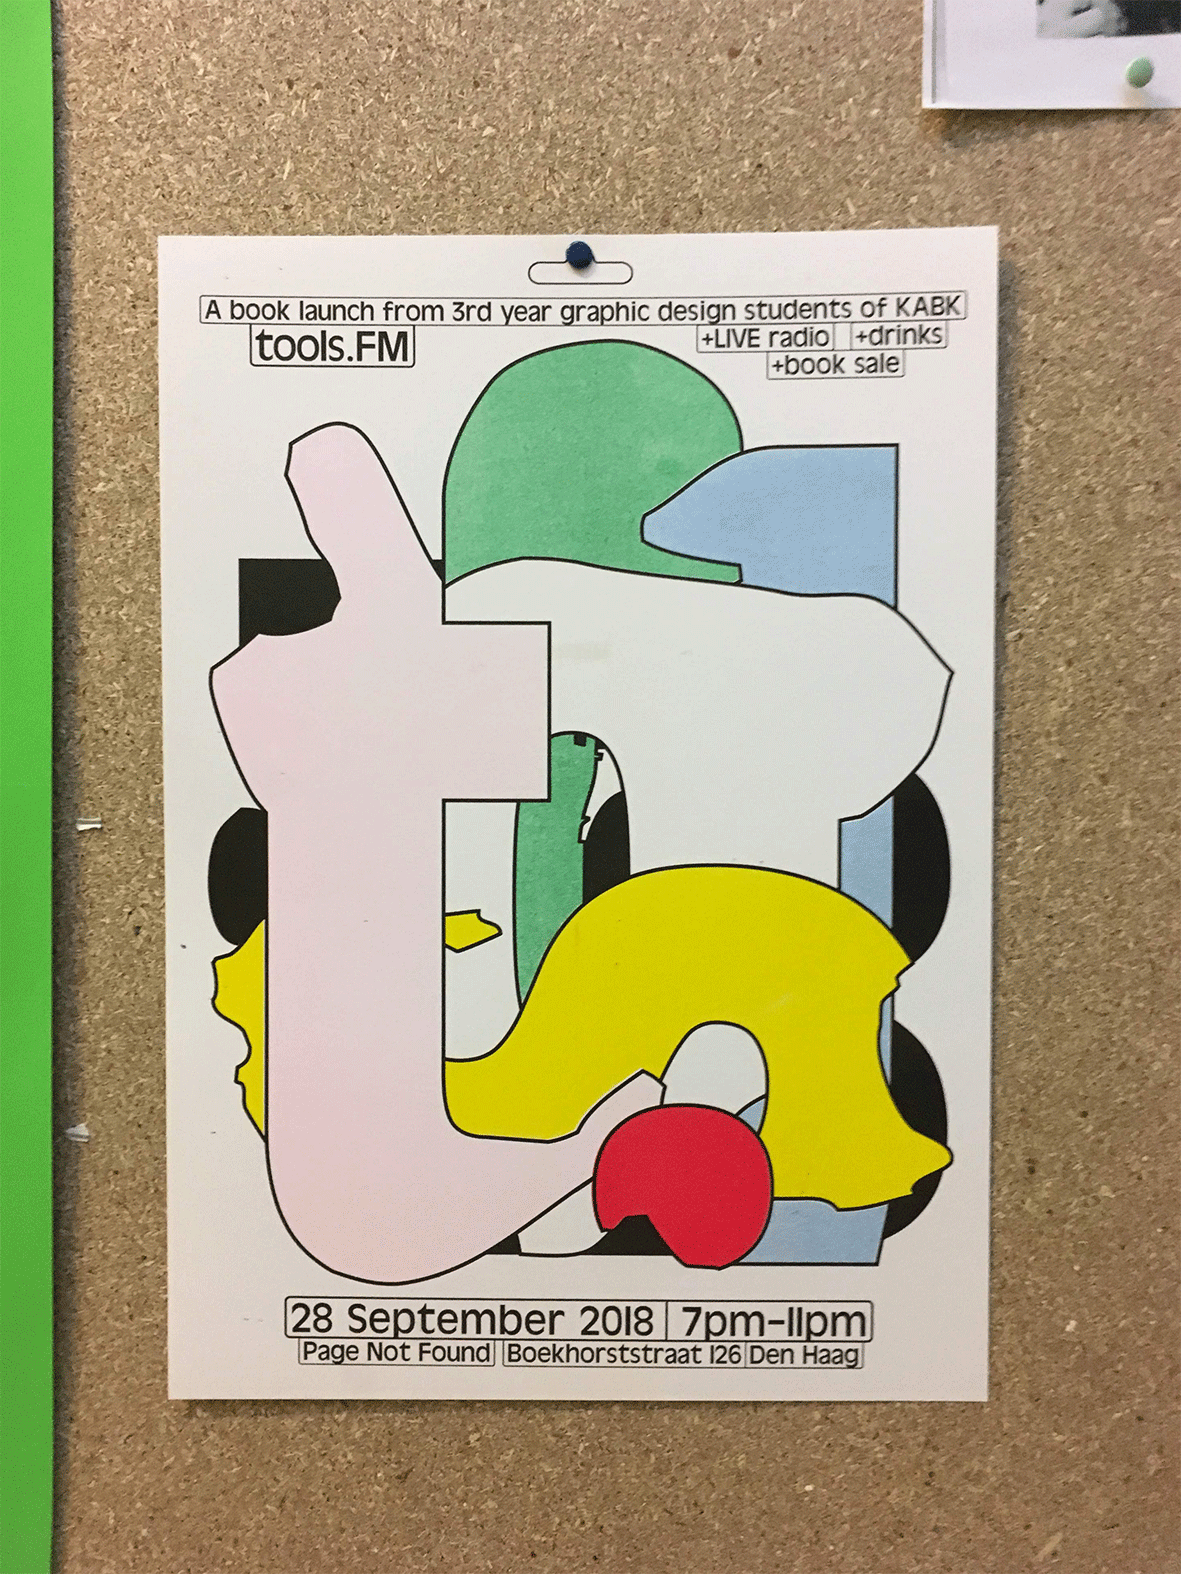 A book launch from 3rd year graphic design students of KABK
tools.FM
+LIVE radio +drinks
+book sale
28 September 2018 7pm-11pm
Page Not Found Boekhorststraat 126 Den Haag